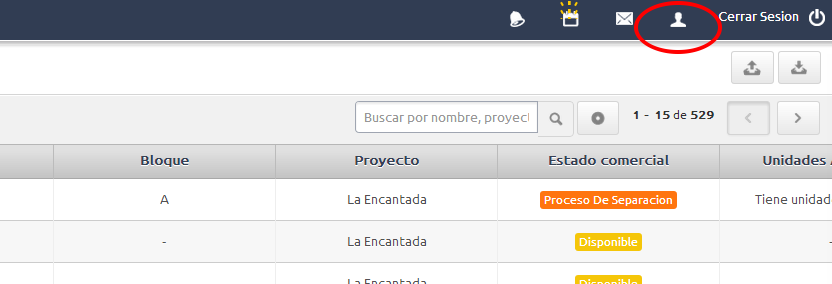 Cerrar Sesion
Buscar por nombre, proyect
1 - 15 de 529
Bloque Proyecto Estado comercial Unidades
A La Encantada Proceso De Separacion Tiene unidad
- La Encantada Disponible -
La Encantada Disponible